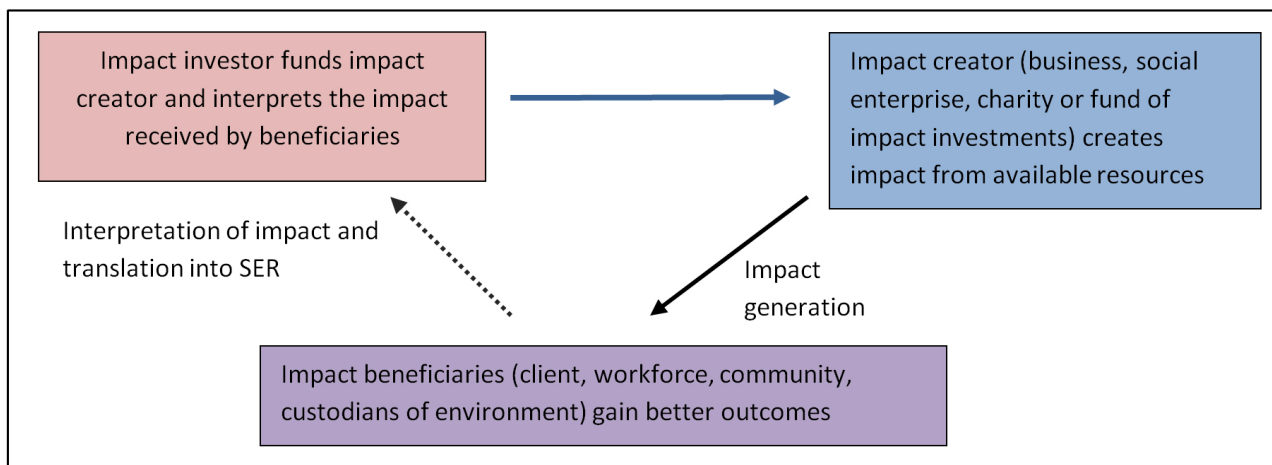 Impact investor funds impact
creator and interprets the impact
received by beneficiaries
Impact creator (business, social
enterprise, charity or fund of
impact investments) creates
impact from available resources
Interpretation of impact and
translation into SER
Impact
generation
Impact beneficiaries (client, workforce, community,
custodians of environment) gain better outcomes